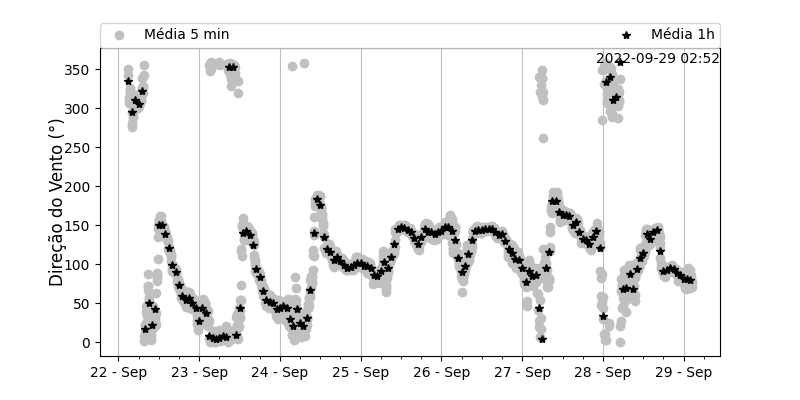 Média 5 min
Média 1h
2022-09-29 02:52
Direção do Vento (°)
350
300
250
200
150
100
50
0
22 - Sep
23 - Sep
24 - Sep
25 - Sep
26 - Sep
27 - Sep
28 - Sep
29 - Sep